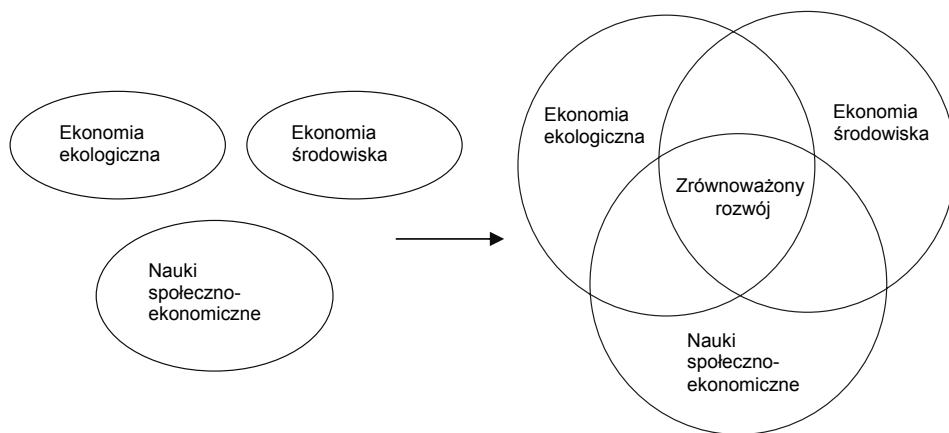 Ekonomia
ekologiczna
Ekonomia
środowiska
Nauki
społeczno-
ekonomiczne
Ekonomia
ekologiczna
Ekonomia
środowiska
Zrównoważony
rozwój
Nauki
społeczno-
ekonomiczne